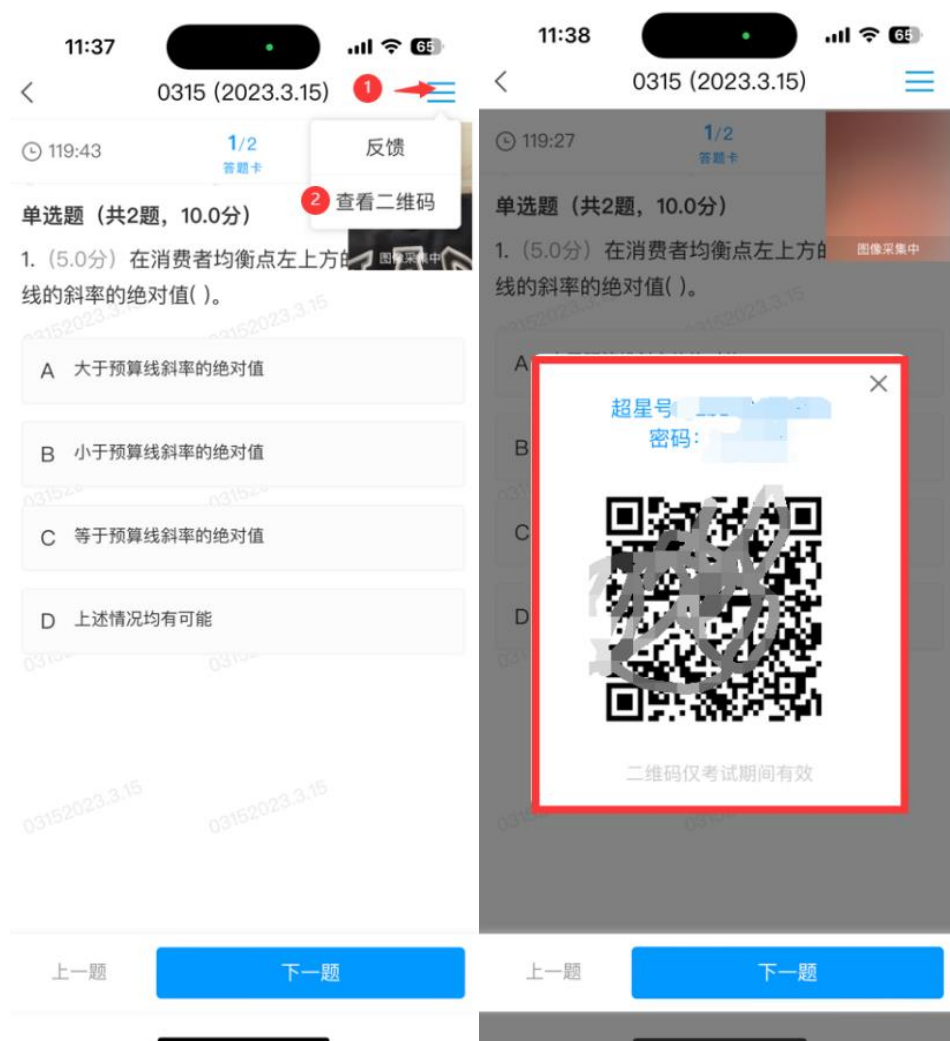 11:37
65
0315 (2023.3.15)
1
119:43
1/2
答题卡
反馈
2
查看二维码
单选题（共2题，10.0分）
图像采集中
1.（5.0分）在消费者均衡点左上方的
线的斜率的绝对值( )。
03152023.3.15
A 大于预算线斜率的绝对值
B 小于预算线斜率的绝对值
C 等于预算线斜率的绝对值
D 上述情况均有可能
03152023.3.15
03152023.3.15
上一题
下一题
11:38
65
0315 (2023.3.15)
119:27
1/2
答题卡
单选题（共2题，10.0分）
图像采集中
1.（5.0分）在消费者均衡点左上方的
线的斜率的绝对值( )。
A
超星号
密码：
B
C
D
二维码仅考试期间有效
上一题
下一题